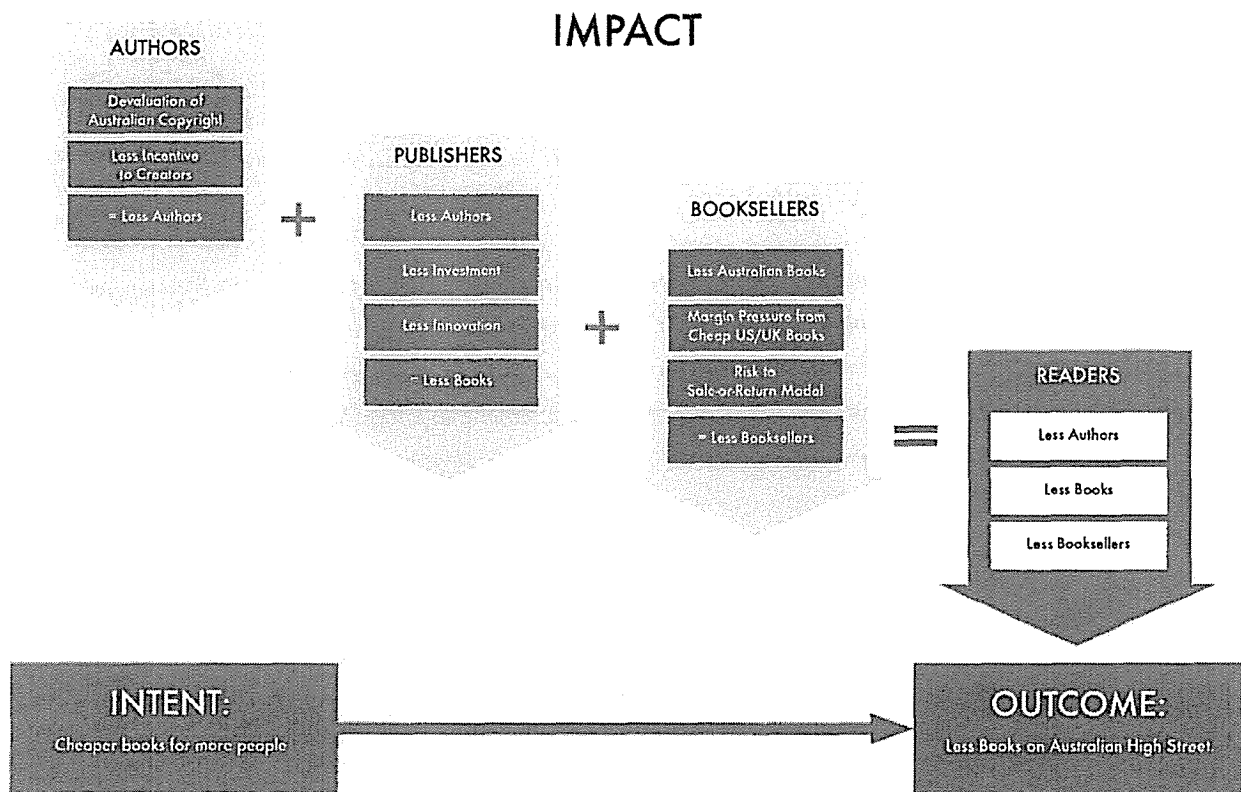 IMPACT
AUTHORS
Devaluation of
Australian Copyright
Less Incentive
to Creators
= Less Authors
+
PUBLISHERS
Less Authors
Less Investment
Less Innovation
= Less Books
+
BOOKSELLERS
Less Australian Books
Margin Pressure from
Cheap US/UK Books
Risk to
Sale-or-Return Model
= Less Booksellers
=
READERS
Less Authors
Less Books
Less Booksellers
INTENT:
Cheaper books for more people
OUTCOME:
Less Books on Australian High Street.